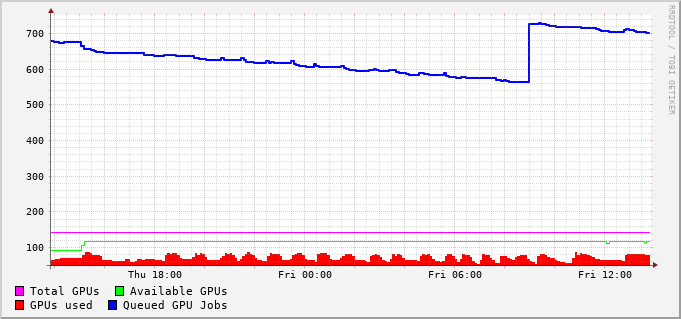 700
600
500
400
300
200
100
Thu 18:00 Fri 00:00 Fri 06:00 Fri 12:00
Total GPUs Available GPUs
GPUs used Queued GPU Jobs
RRDTOOL / TOBI OETIKER